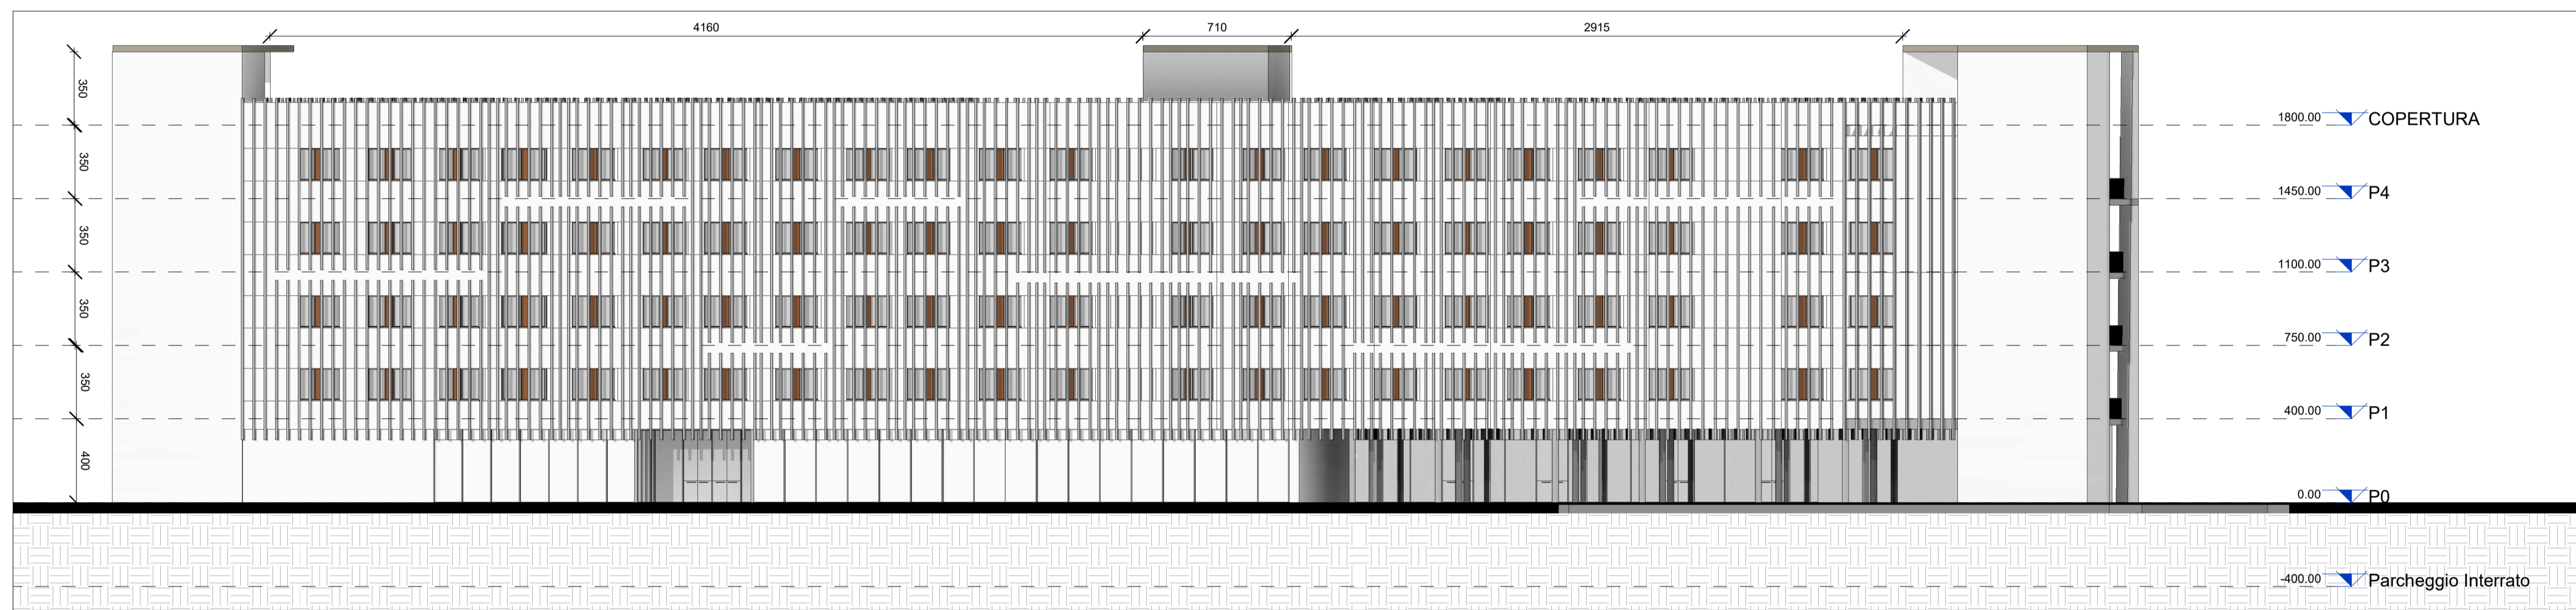 4160
710
2915
350
350
350
350
350
400
1800.00 COPERTURA
1450.00 P4
1100.00 P3
750.00 P2
400.00 P1
0.00 P0
-400.00 Parcheggio Interrato